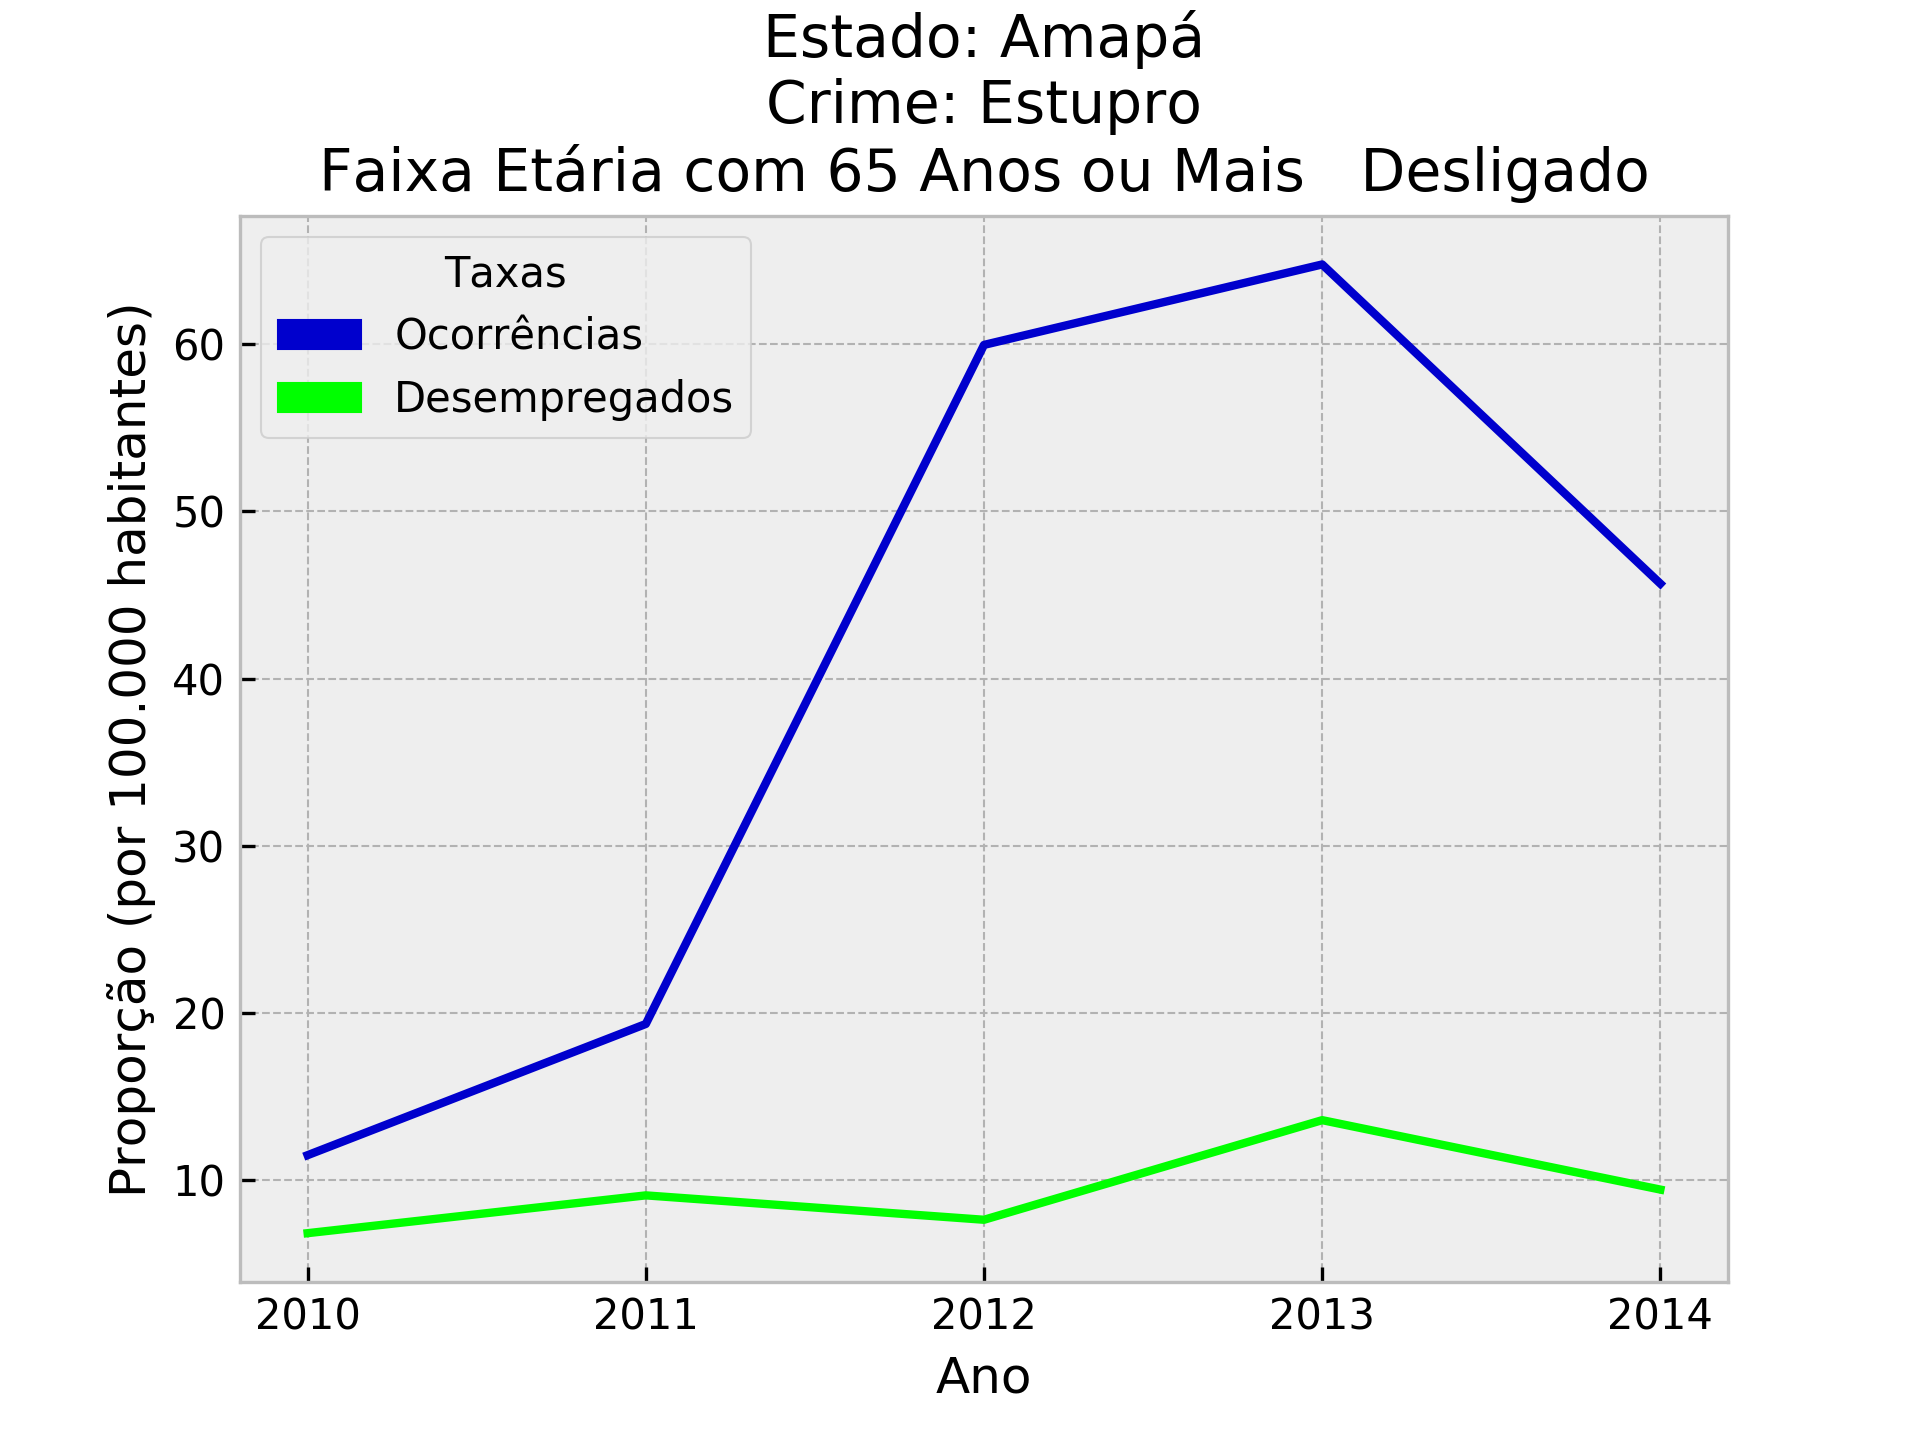 Estado: Amapá
Crime: Estupro
Faixa Etária com 65 Anos ou Mais   Desligado
Taxas
Ocorrências
Desempregados
Proporção (por 100.000 habitantes)
60
50
40
30
20
10
2010 2011 2012 2013 2014
Ano